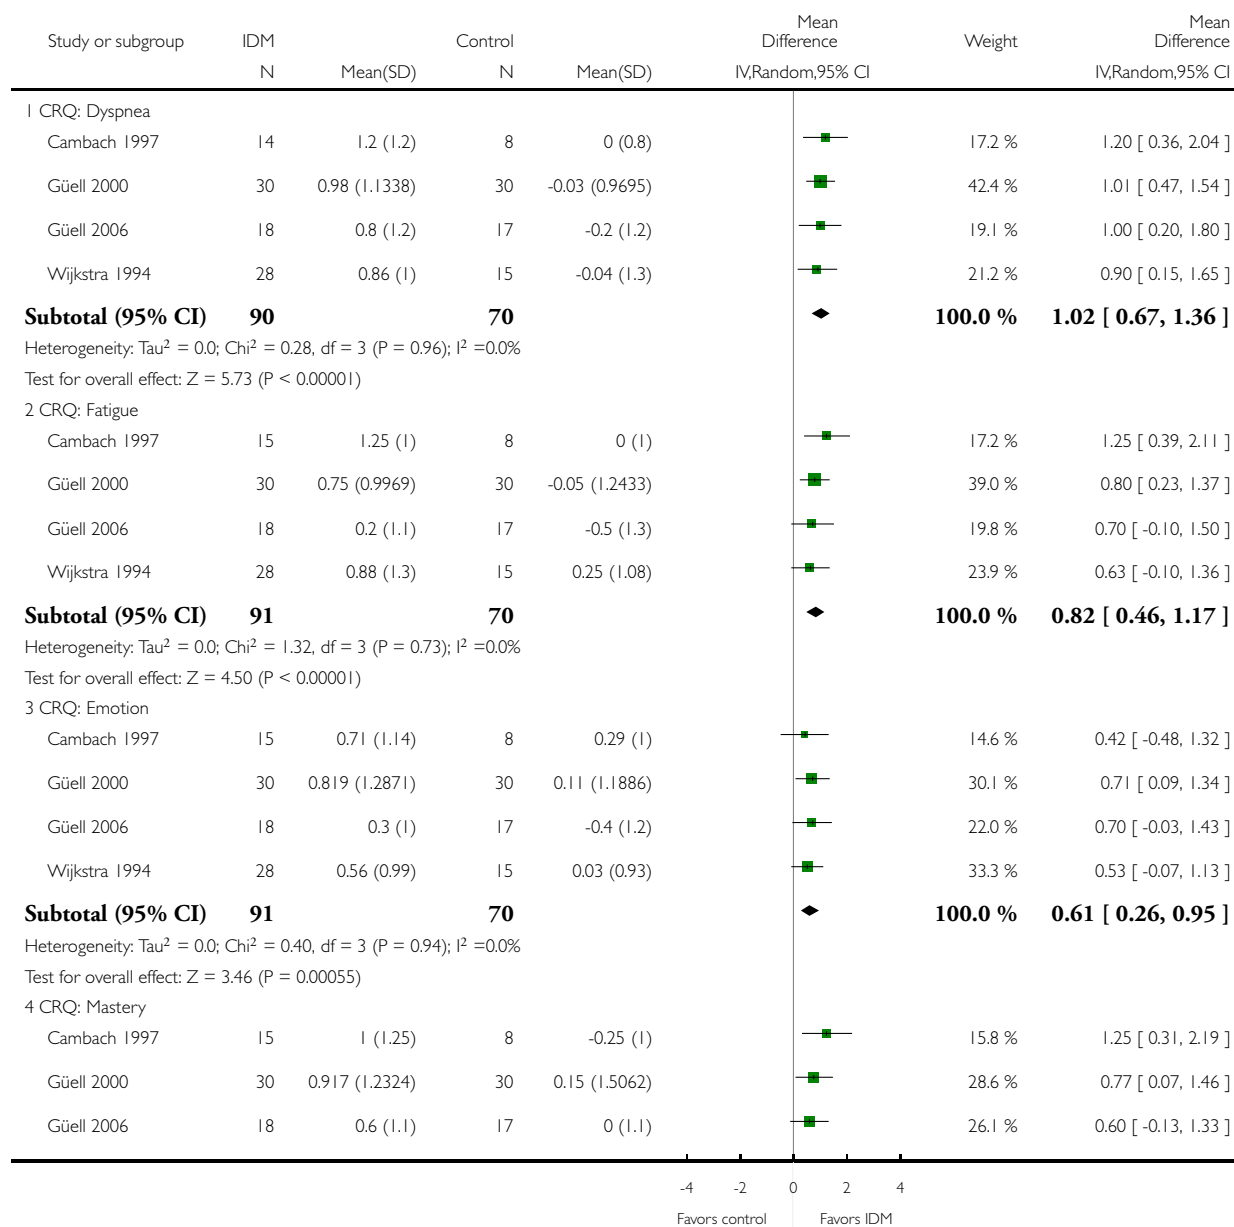 Study or subgroup IDM Control Mean Difference Weight Mean Difference
N Mean(SD) N Mean(SD) IV,Random,95% CI IV,Random,95% CI
1 CRQ: Dyspnea
Cambach 1997 14 1.2 (1.2) 8 0 (0.8) 17.2 % 1.20 [ 0.36, 2.04 ]
Güell 2000 30 0.98 (1.1338) 30 -0.03 (0.9695) 42.4 % 1.01 [ 0.47, 1.54 ]
Güell 2006 18 0.8 (1.2) 17 -0.2 (1.2) 19.1 % 1.00 [ 0.20, 1.80 ]
Wijkstra 1994 28 0.86 (1) 15 -0.04 (1.3) 21.2 % 0.90 [ 0.15, 1.65 ]
Subtotal (95% CI) 90 70 100.0 % 1.02 [ 0.67, 1.36 ]
Heterogeneity: Tau² = 0.0; Chi² = 0.28, df = 3 (P = 0.96); I² =0.0%
Test for overall effect: Z = 5.73 (P < 0.00001)
2 CRQ: Fatigue
Cambach 1997 15 1.25 (1) 8 0 (1) 17.2 % 1.25 [ 0.39, 2.11 ]
Güell 2000 30 0.75 (0.9969) 30 -0.05 (1.2433) 39.0 % 0.80 [ 0.23, 1.37 ]
Güell 2006 18 0.2 (1.1) 17 -0.5 (1.3) 19.8 % 0.70 [ -0.10, 1.50 ]
Wijkstra 1994 28 0.88 (1.3) 15 0.25 (1.08) 23.9 % 0.63 [ -0.10, 1.36 ]
Subtotal (95% CI) 91 70 100.0 % 0.82 [ 0.46, 1.17 ]
Heterogeneity: Tau² = 0.0; Chi² = 1.32, df = 3 (P = 0.73); I² =0.0%
Test for overall effect: Z = 4.50 (P < 0.00001)
3 CRQ: Emotion
Cambach 1997 15 0.71 (1.14) 8 0.29 (1) 14.6 % 0.42 [ -0.48, 1.32 ]
Güell 2000 30 0.819 (1.2871) 30 0.11 (1.1886) 30.1 % 0.71 [ 0.09, 1.34 ]
Güell 2006 18 0.3 (1) 17 -0.4 (1.2) 22.0 % 0.70 [ -0.03, 1.43 ]
Wijkstra 1994 28 0.56 (0.99) 15 0.03 (0.93) 33.3 % 0.53 [ -0.07, 1.13 ]
Subtotal (95% CI) 91 70 100.0 % 0.61 [ 0.26, 0.95 ]
Heterogeneity: Tau² = 0.0; Chi² = 0.40, df = 3 (P = 0.94); I² =0.0%
Test for overall effect: Z = 3.46 (P = 0.00055)
4 CRQ: Mastery
Cambach 1997 15 1 (1.25) 8 -0.25 (1) 15.8 % 1.25 [ 0.31, 2.19 ]
Güell 2000 30 0.917 (1.2324) 30 0.15 (1.5062) 28.6 % 0.77 [ 0.07, 1.46 ]
Güell 2006 18 0.6 (1.1) 17 0 (1.1) 26.1 % 0.60 [ -0.13, 1.33 ]
-4 -2 0 2 4
Favors control Favors IDM